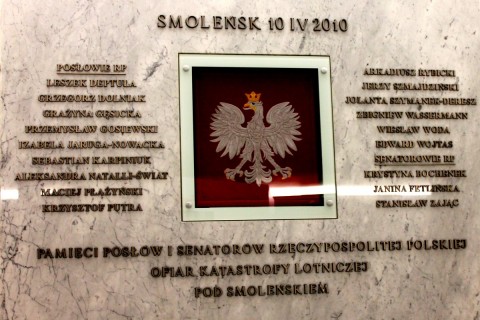 SMOLEŃSK 10 IV 2010
POSŁOWIE RP
LESZEK DEPTUŁA
GRZEGORZ DOLNIAK
GRAŻYNA GĘSICKA
PRZEMYSŁAW GOSIEWSKI
IZABELA JARUGA-NOWACKA
SEBASTIAN KARPINIUK
ALEKSANDRA NATALLI-ŚWIAT
MACIEJ PŁAŻYŃSKI
KRZYSZTOF PUTRA
ARKADIUSZ RYBICKI
JERZY SZMAJDZIŃSKI
JOLANTA SZYMANEK-DERESZ
ZBIGNIEW WASSERMANN
WIESŁAW WODA
EDWARD WOJTAS
SENATOROWIE RP
KRYSTYNA BOCHENEK
JANINA FETLIŃSKA
STANISŁAW ZAJĄC
PAMIĘCI POSŁÓW I SENATORÓW RZECZYPOSPOLITEJ POLSKIEJ
OFIAR KATASTROFY LOTNICZEJ
POD SMOLEŃSKIEM